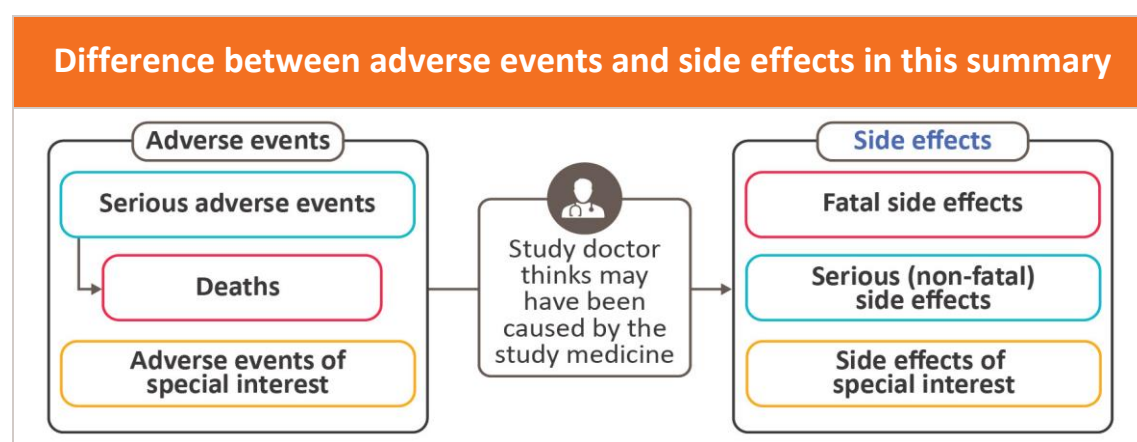 Difference between adverse events and side effects in this summary
Adverse events
Serious adverse events
Deaths
Adverse events of
special interest
Study doctor
thinks may
have been
caused by the
study medicine
Side effects
Fatal side effects
Serious (non-fatal)
side effects
Side effects of
special interest